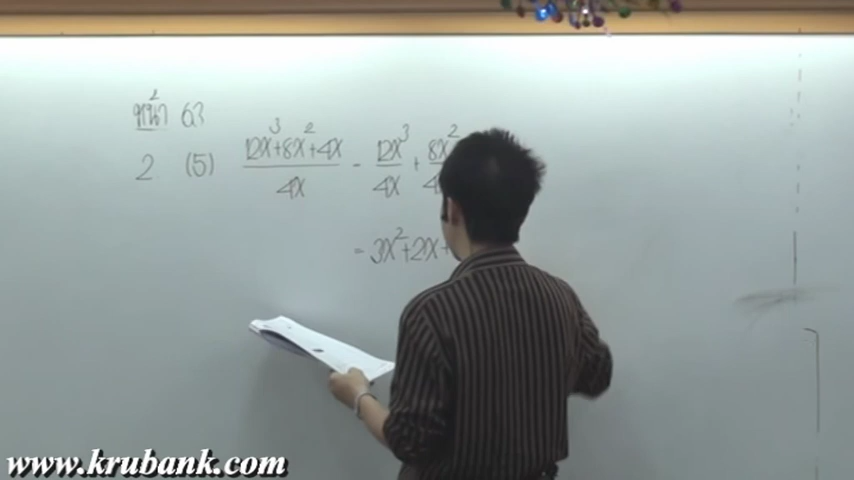 หน้า 63
2 (5) 12x³+8x²+4x / 4x = 12x³ / 4x + 8x² / 4
= 3x²+2x+
www.krubank.com